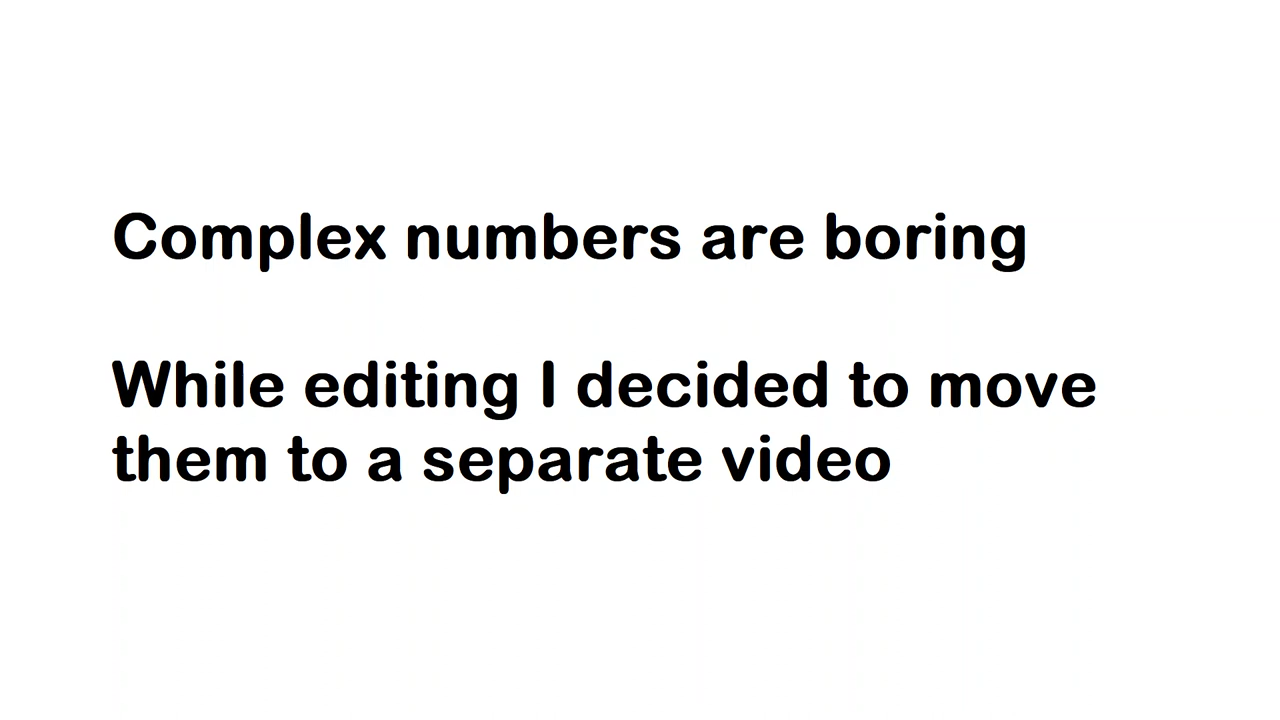 Complex numbers are boring
While editing I decided to move
them to a separate video